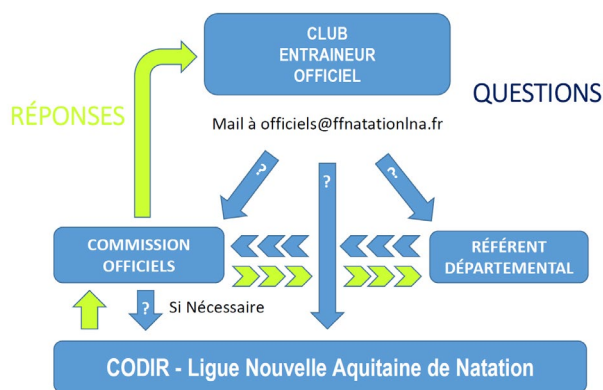 CLUB
ENTRAINEUR
OFFICIEL
RÉPONSES
QUESTIONS
Mail à officiels@ffnatationlna.fr
?
?
?
COMMISSION
OFFICIELS
RÉFÉRENT
DÉPARTEMENTAL
?
Si Nécessaire
CODIR - Ligue Nouvelle Aquitaine de Natation